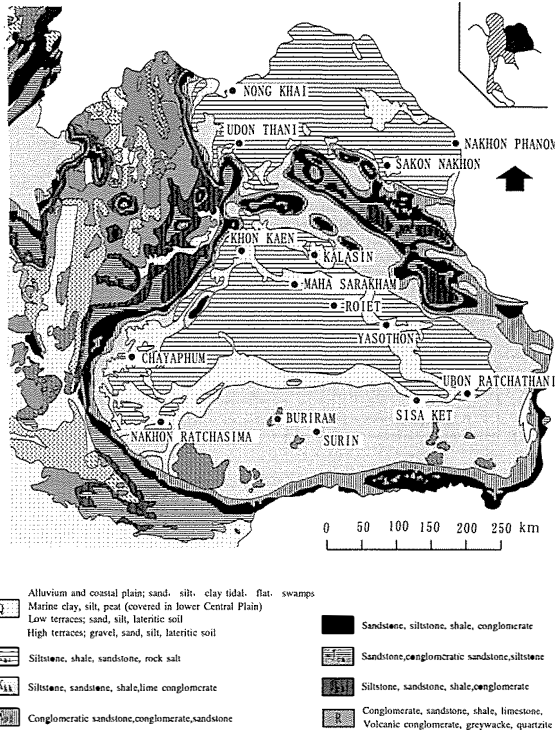 NONG KHAI
UDON THANI
NAKHON PHANOM
SAKON NAKHON
KHON KAEN
KALASIN
MAHA SARAKHAM
ROIET
YASOTHON
CHAYAPHUM
UBON RATCHATHANI
BURIRAM
SISA KET
NAKHON RATCHASIMA
SURIN
0 50 100 150 200 250 km
Alluvium and coastal plain; sand, silt, clay tidal, flat, swamps
Marine clay, silt, peat (covered in lower Central Plain)
Low terraces; sand, silt, lateritic soil
High terraces; gravel, sand, silt, lateritic soil
Siltstone, shale, sandstone, rock salt
Siltstone, sandstone, shale,lime conglomerate
Conglomeratic sandstone,conglomerate,sandstone
Sandstone, siltstone, shale, conglomerate
Sandstone,conglomeratic sandstone,siltstone
Siltstone, sandstone, shale,conglomerate
R
Conglomerate, sandstone, shale, limestone,
Volcanic conglomerate, greywacke, quartzite